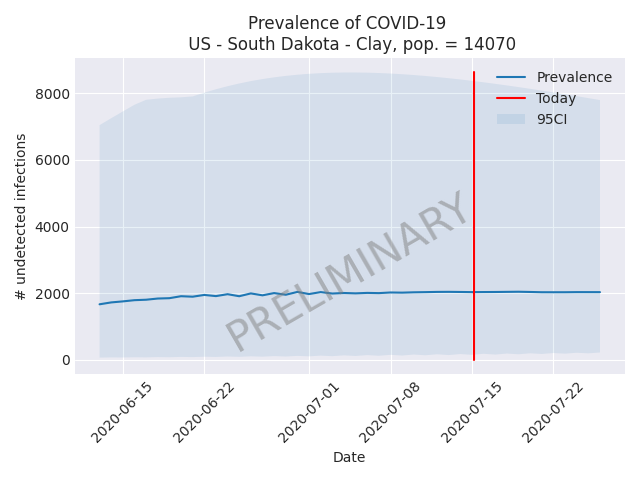 Prevalence of COVID-19
US - South Dakota - Clay, pop. = 14070
Prevalence
Today
95CI
# undetected infections
8000
6000
4000
2000
0
PRELIMINARY
2020-06-15
2020-06-22
2020-07-01
2020-07-08
2020-07-15
2020-07-22
Date